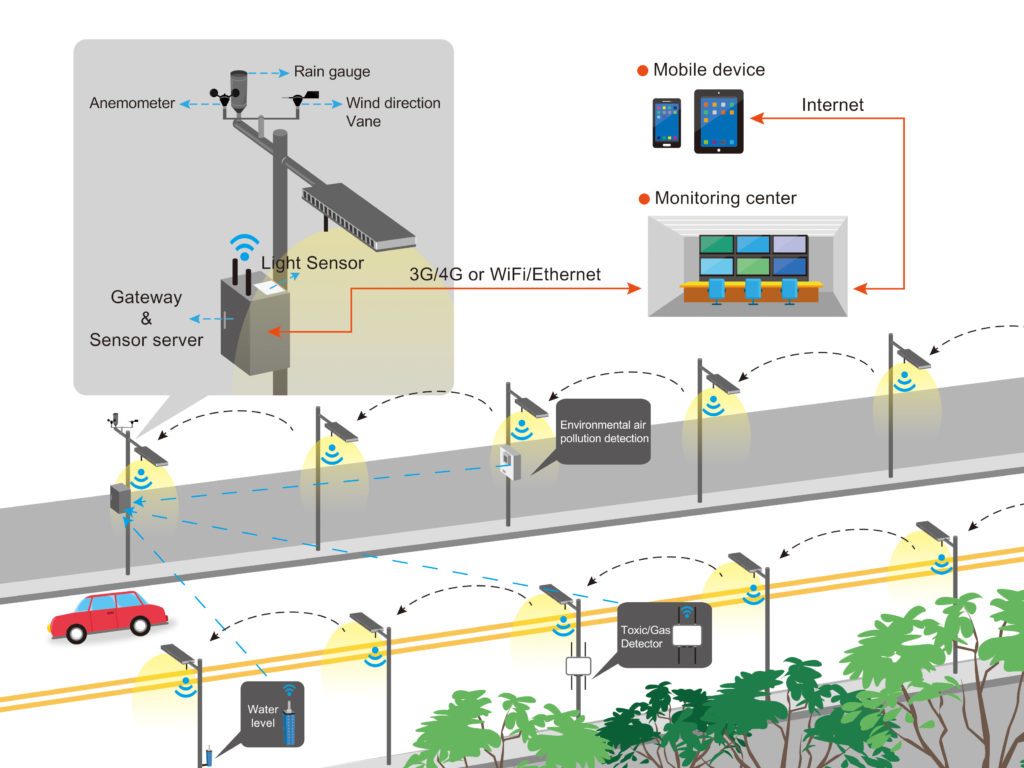 Rain gauge
Anemometer
Wind direction
Vane
Light Sensor
Gateway
&
Sensor server
3G/4G or WiFi/Ethernet
Mobile device
Internet
Monitoring center
Environmental air
pollution detection
Toxic/Gas
Detector
Water
level